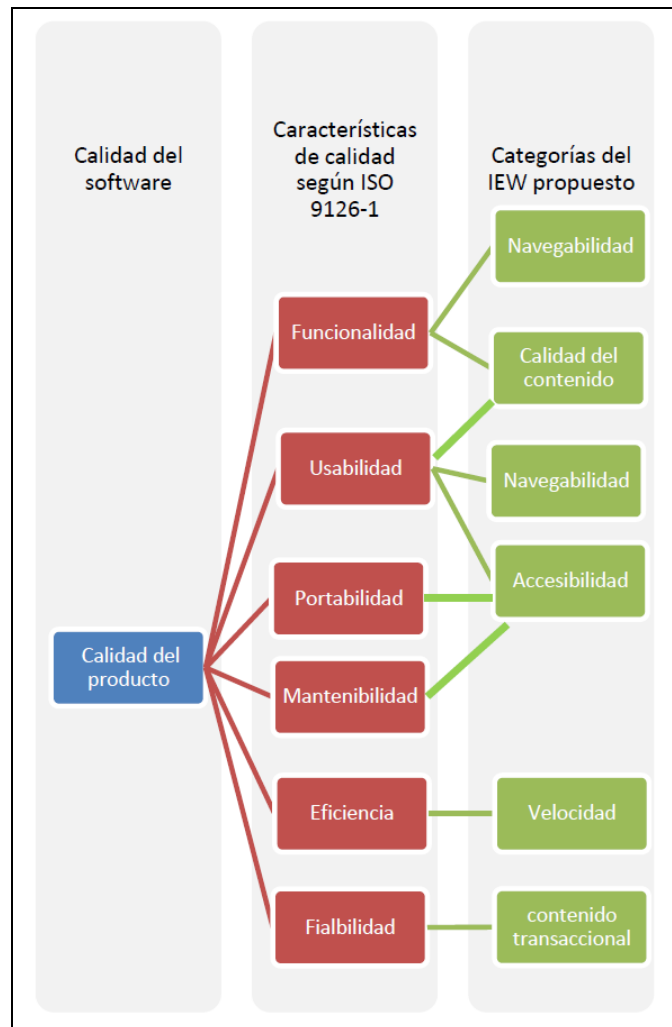 Calidad del
software
Calidad del
producto
Características
de calidad
según ISO
9126-1
Funcionalidad
Usabilidad
Portabilidad
Mantenibilidad
Eficiencia
Fialbilidad
Categorías del
IEW propuesto
Navegabilidad
Calidad del
contenido
Navegabilidad
Accesibilidad
Velocidad
contenido
transaccional